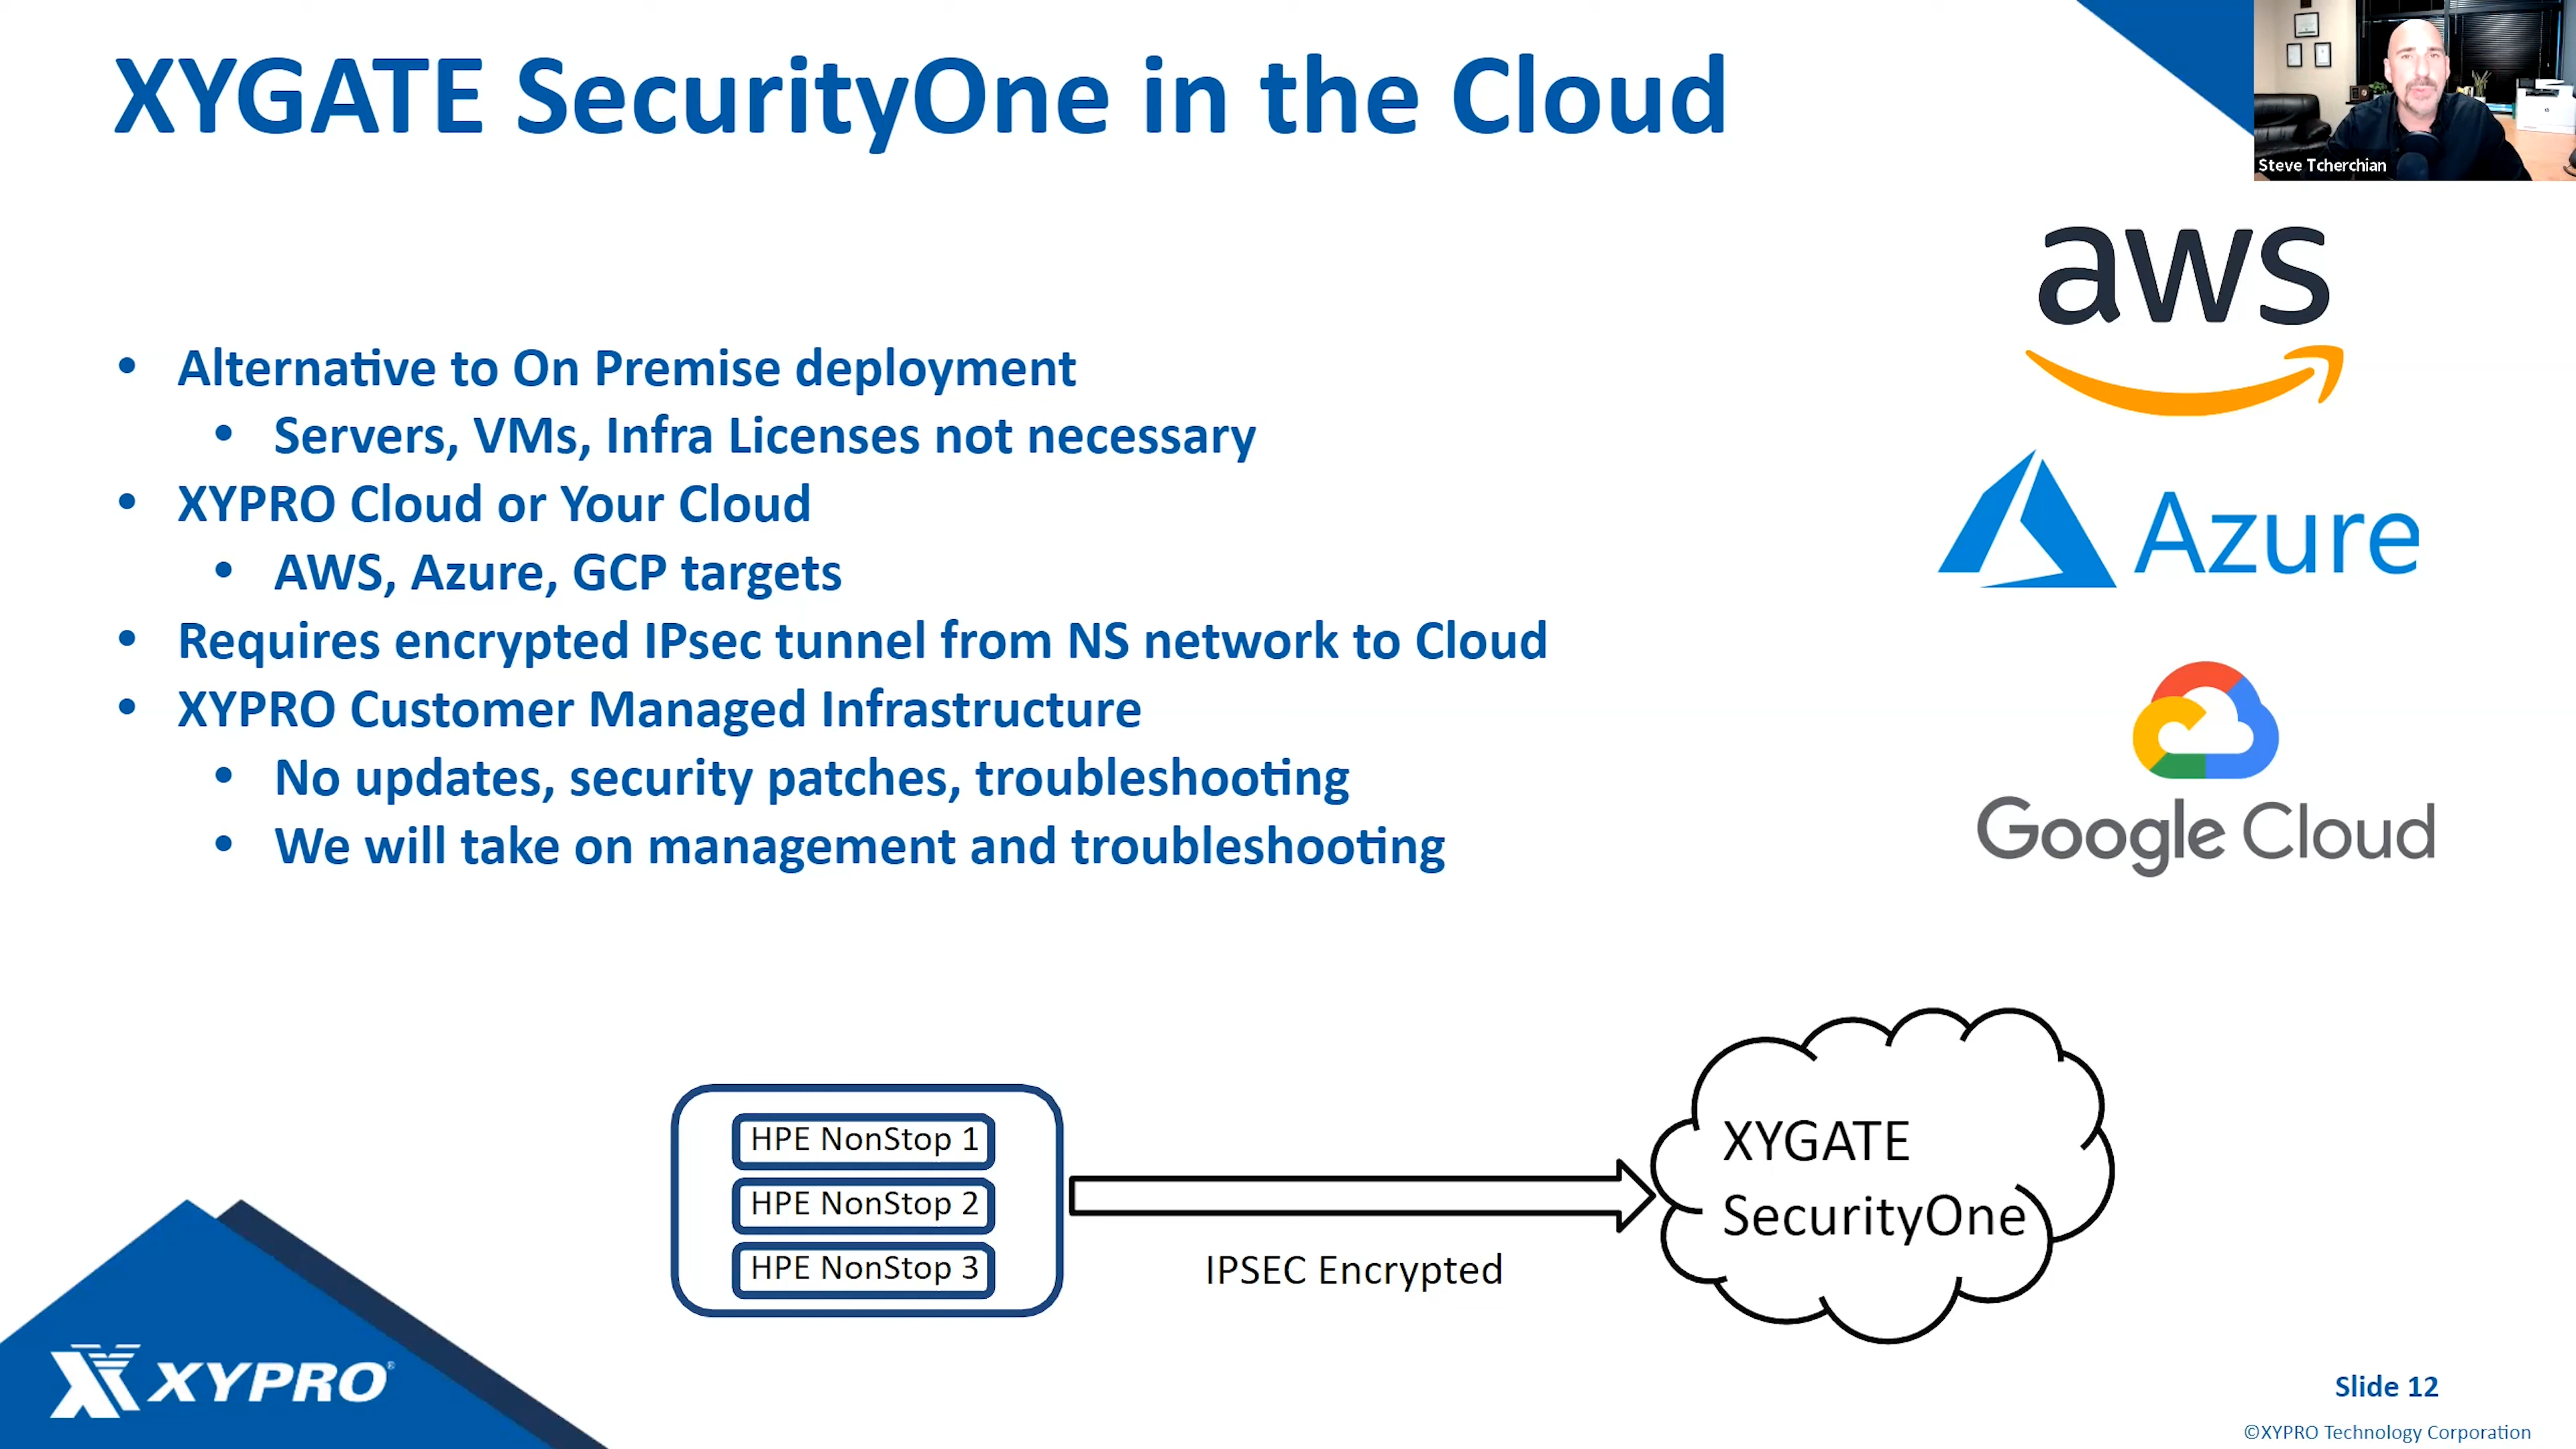 XYGATE SecurityOne in the Cloud
Steve Tcherchian
• Alternative to On Premise deployment
• Servers, VMs, Infra Licenses not necessary
• XYPRO Cloud or Your Cloud
• AWS, Azure, GCP targets
• Requires encrypted IPsec tunnel from NS network to Cloud
• XYPRO Customer Managed Infrastructure
• No updates, security patches, troubleshooting
• We will take on management and troubleshooting
aws
Azure
Google Cloud
HPE NonStop 1
HPE NonStop 2
HPE NonStop 3
IPSEC Encrypted
XYGATE
SecurityOne
XYPRO®
Slide 12
©XYPRO Technology Corporation